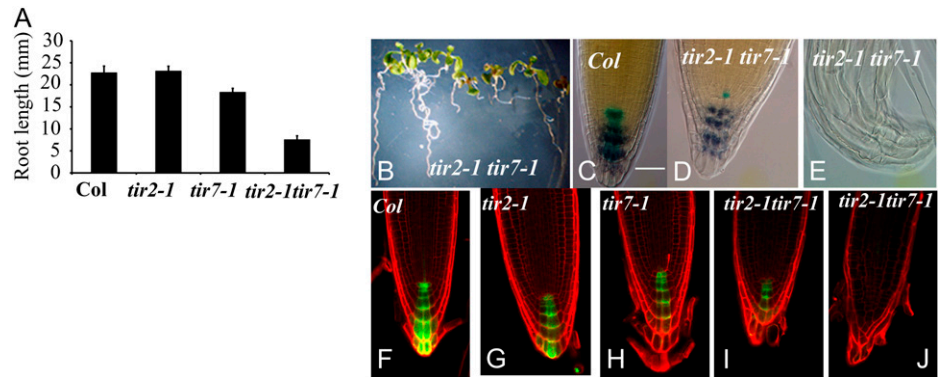 A
Root length (mm)
30
25
20
15
10
5
0
Col
tir2-1
tir7-1
tir2-1tir7-1
B
tir2-1 tir7-1
Col
C
tir2-1 tir7-1
D
tir2-1 tir7-1
E
Col
F
tir2-1
G
tir7-1
H
tir2-1tir7-1
I
tir2-1tir7-1
J